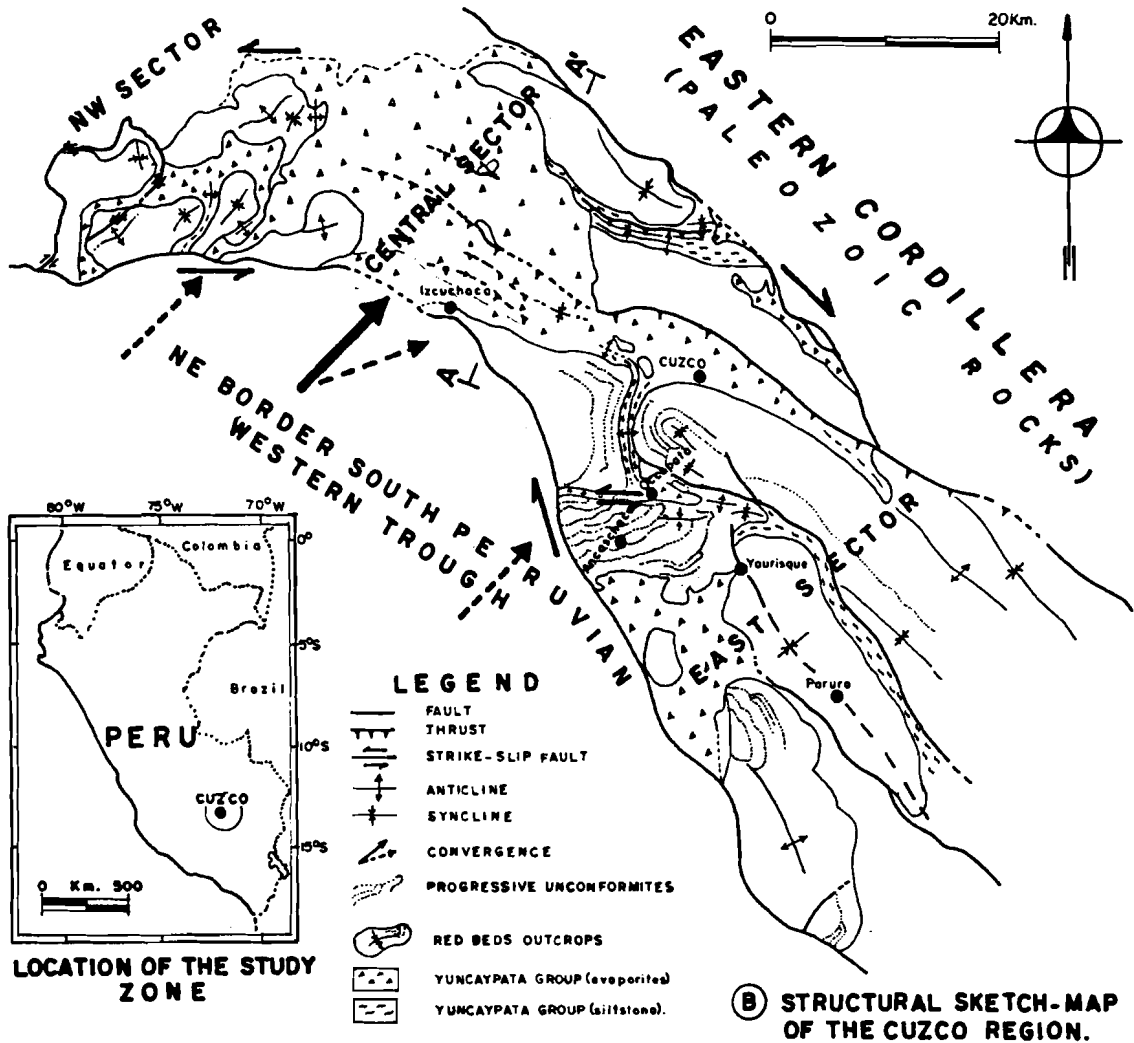 0 20Km.
NW SECTOR
CENTRAL SECTOR
EASTERN CORDILLERA
(PALEOZOIC ROCKS)
A
Izcuchaca
A
CUZCO
NE BORDER SOUTH PERUVIAN
WESTERN TROUGH
Yaurisque
EAST SECTOR
Paruro
80°W 75°W 70°W
0°
5°S
10°S
15°S
Equator
Colombia
Brazil
PERU
CUZCO
0 Km. 500
LOCATION OF THE STUDY
ZONE
LEGEND
FAULT
THRUST
STRIKE-SLIP FAULT
ANTICLINE
SYNCLINE
CONVERGENCE
PROGRESSIVE UNCONFORMITES
RED BEDS OUTCROPS
YUNCAYPATA GROUP (evaporites)
YUNCAYPATA GROUP (siltstone).
B STRUCTURAL SKETCH-MAP
OF THE CUZCO REGION.